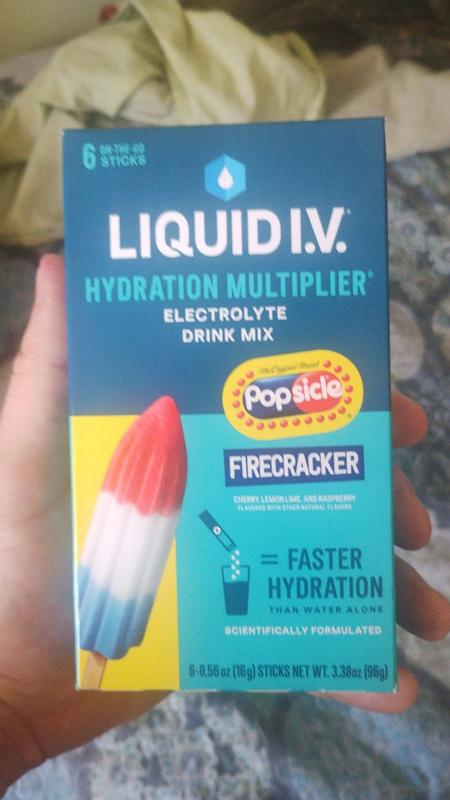 6 ON-THE-GO
STICKS
LIQUID I.V.®
HYDRATION MULTIPLIER®
ELECTROLYTE
DRINK MIX
The Original Brand
Popsicle®
FIRECRACKER
CHERRY, LEMON LIME, AND RASPBERRY
FLAVORED WITH OTHER NATURAL FLAVORS
= FASTER
HYDRATION
THAN WATER ALONE
SCIENTIFICALLY FORMULATED
6-0.56 oz (16g) STICKS NET WT. 3.38oz (96g)